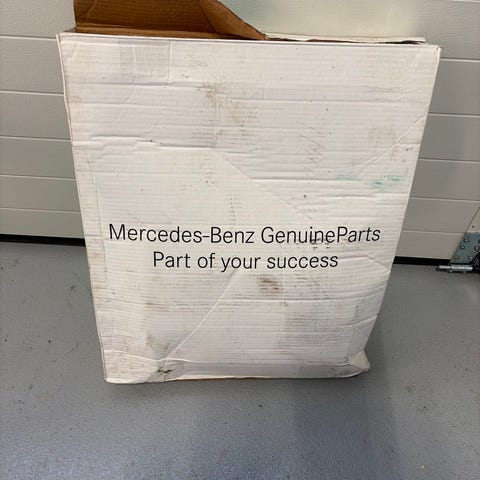 Mercedes-Benz GenuineParts
Part of your success